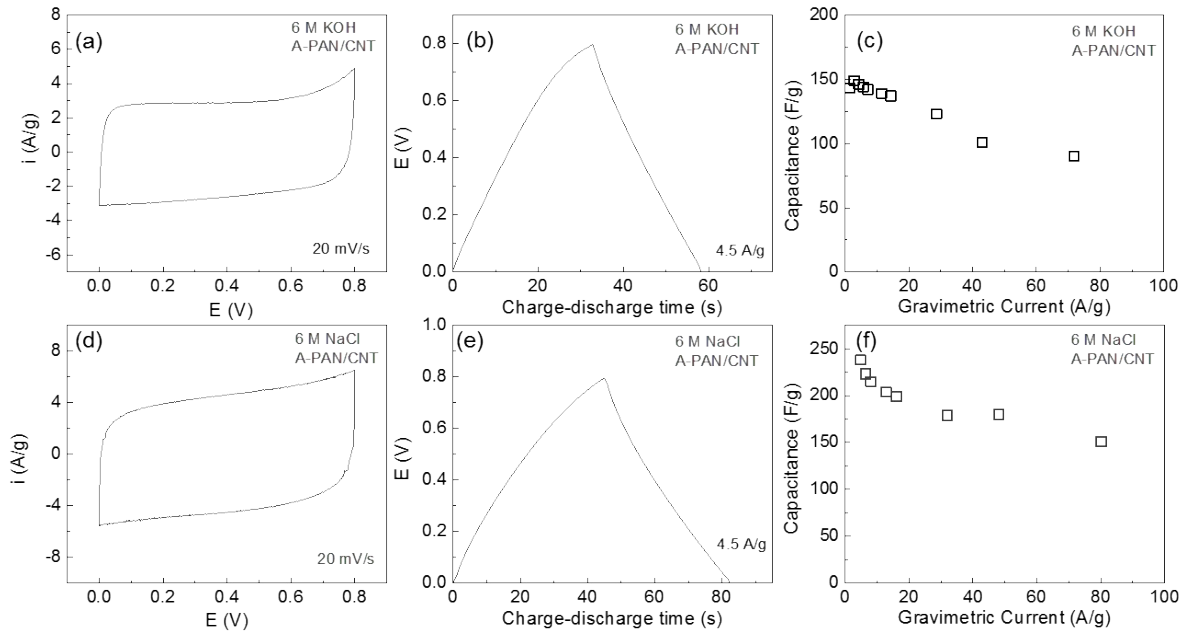 (a)
6 M KOH
A-PAN/CNT
8
6
4
2
0
-2
-4
-6
i (A/g)
20 mV/s
0.0 0.2 0.4 0.6 0.8
E (V)
(b)
6 M KOH
A-PAN/CNT
0.8
0.6
0.4
0.2
0.0
E (V)
4.5 A/g
0 20 40 60
Charge-discharge time (s)
(c)
6 M KOH
A-PAN/CNT
200
150
100
50
0
Capacitance (F/g)
0 20 40 60 80 100
Gravimetric Current (A/g)
(d)
6 M NaCl
A-PAN/CNT
8
4
0
-4
-8
i (A/g)
20 mV/s
0.0 0.2 0.4 0.6 0.8
E (V)
(e)
6 M NaCl
A-PAN/CNT
1.0
0.8
0.6
0.4
0.2
0.0
E (V)
4.5 A/g
0 20 40 60 80
Charge-discharge time (s)
(f)
6 M NaCl
A-PAN/CNT
250
200
150
100
50
0
Capacitance (F/g)
0 20 40 60 80 100
Gravimetric Current (A/g)